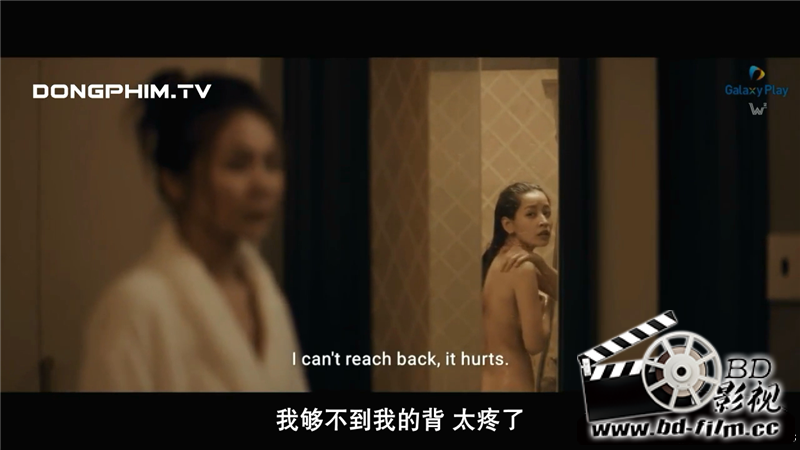 DONGPHIM.TV
Galaxy Play
W
I can't reach back, it hurts.
我够不到我的背 太疼了
BD
影视
www.bd-film.cc